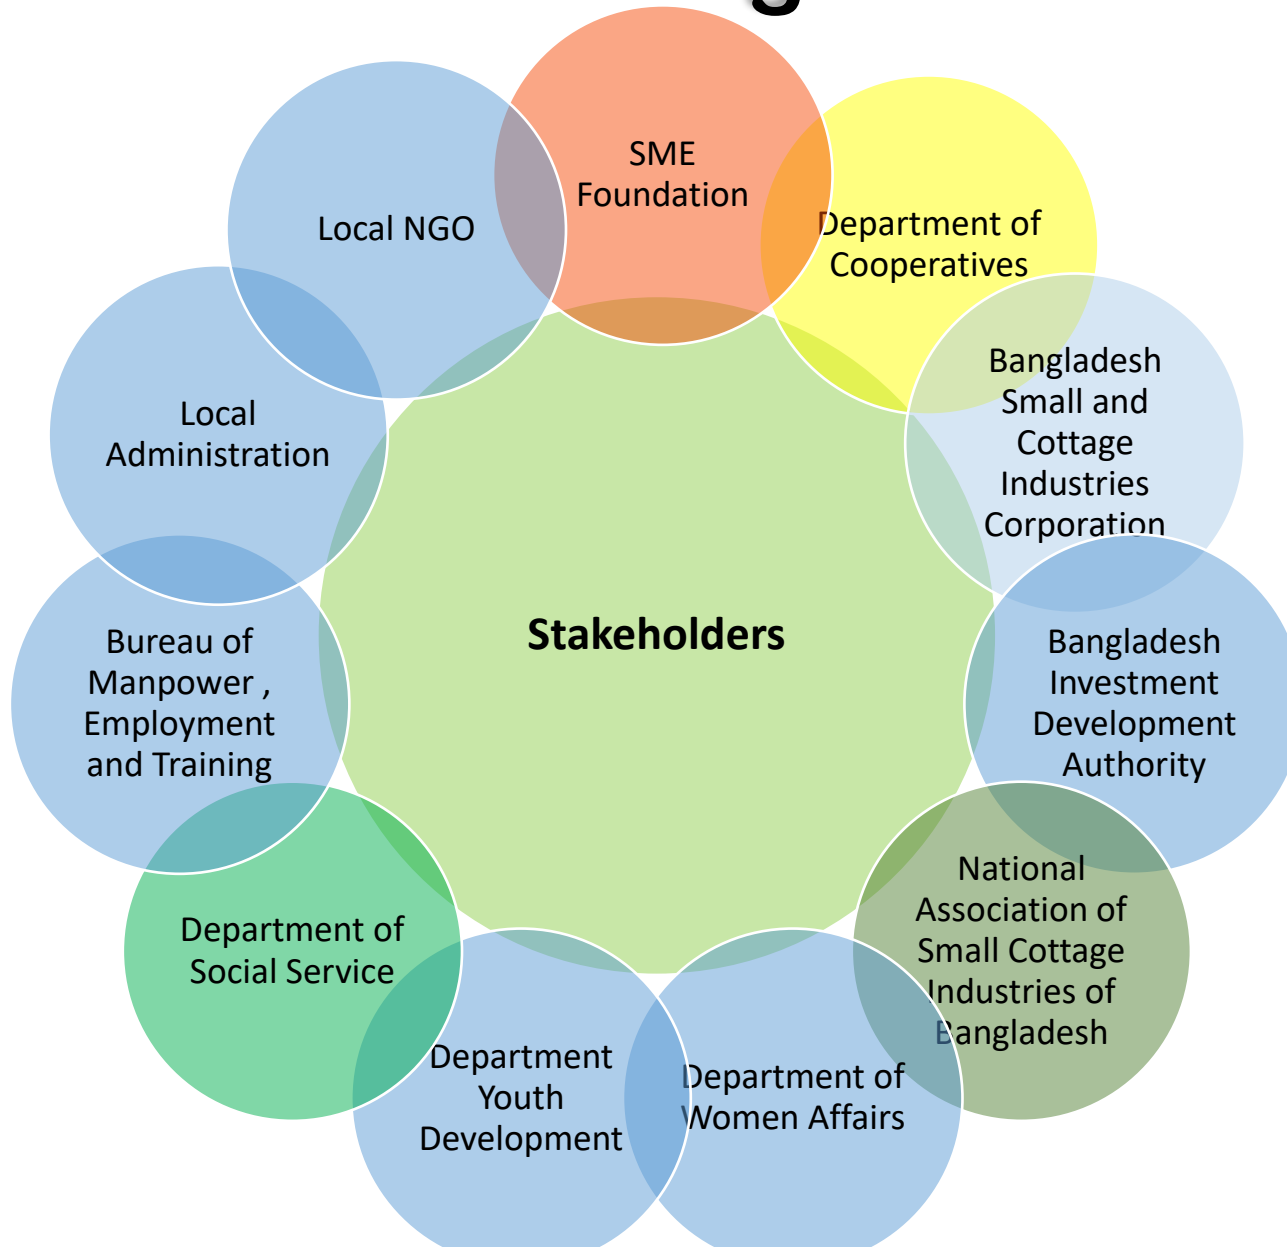 SME
Foundation
Department of
Cooperatives
Bangladesh
Small and
Cottage
Industries
Corporation
Bangladesh
Investment
Development
Authority
National
Association of
Small Cottage
Industries of
Bangladesh
Department of
Women Affairs
Department
Youth
Development
Department of
Social Service
Bureau of
Manpower ,
Employment
and Training
Local
Administration
Local NGO
Stakeholders